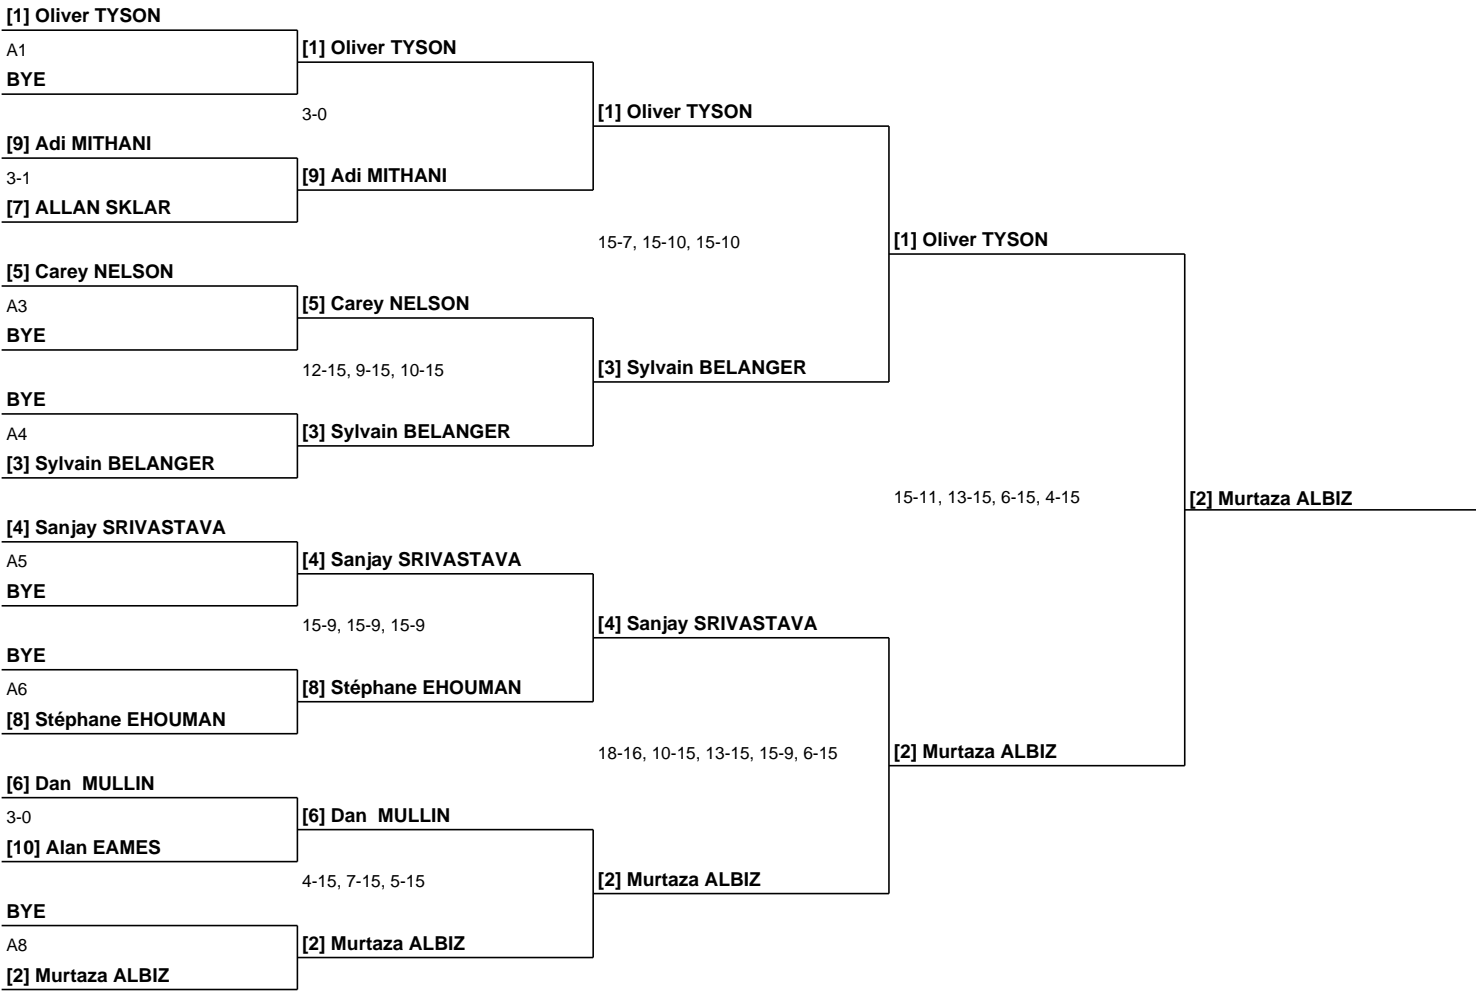 [1] Oliver TYSON
A1
BYE
[9] Adi MITHANI
3-1
[7] ALLAN SKLAR
[5] Carey NELSON
A3
BYE
BYE
A4
[3] Sylvain BELANGER
[4] Sanjay SRIVASTAVA
A5
BYE
BYE
A6
[8] Stéphane EHOUMAN
[6] Dan  MULLIN
3-0
[10] Alan EAMES
BYE
A8
[2] Murtaza ALBIZ
[1] Oliver TYSON
3-0
[9] Adi MITHANI
[5] Carey NELSON
12-15, 9-15, 10-15
[3] Sylvain BELANGER
[4] Sanjay SRIVASTAVA
15-9, 15-9, 15-9
[8] Stéphane EHOUMAN
[6] Dan  MULLIN
4-15, 7-15, 5-15
[2] Murtaza ALBIZ
[1] Oliver TYSON
15-7, 15-10, 15-10
[3] Sylvain BELANGER
[4] Sanjay SRIVASTAVA
18-16, 10-15, 13-15, 15-9, 6-15
[2] Murtaza ALBIZ
[1] Oliver TYSON
15-11, 13-15, 6-15, 4-15
[2] Murtaza ALBIZ
[2] Murtaza ALBIZ